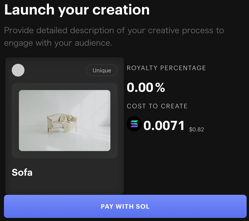 Launch your creation
Provide detailed description of your creative process to
engage with your audience.
Unique
Sofa
ROYALTY PERCENTAGE
0.00%
COST TO CREATE
0.0071 $0.82
PAY WITH SOL